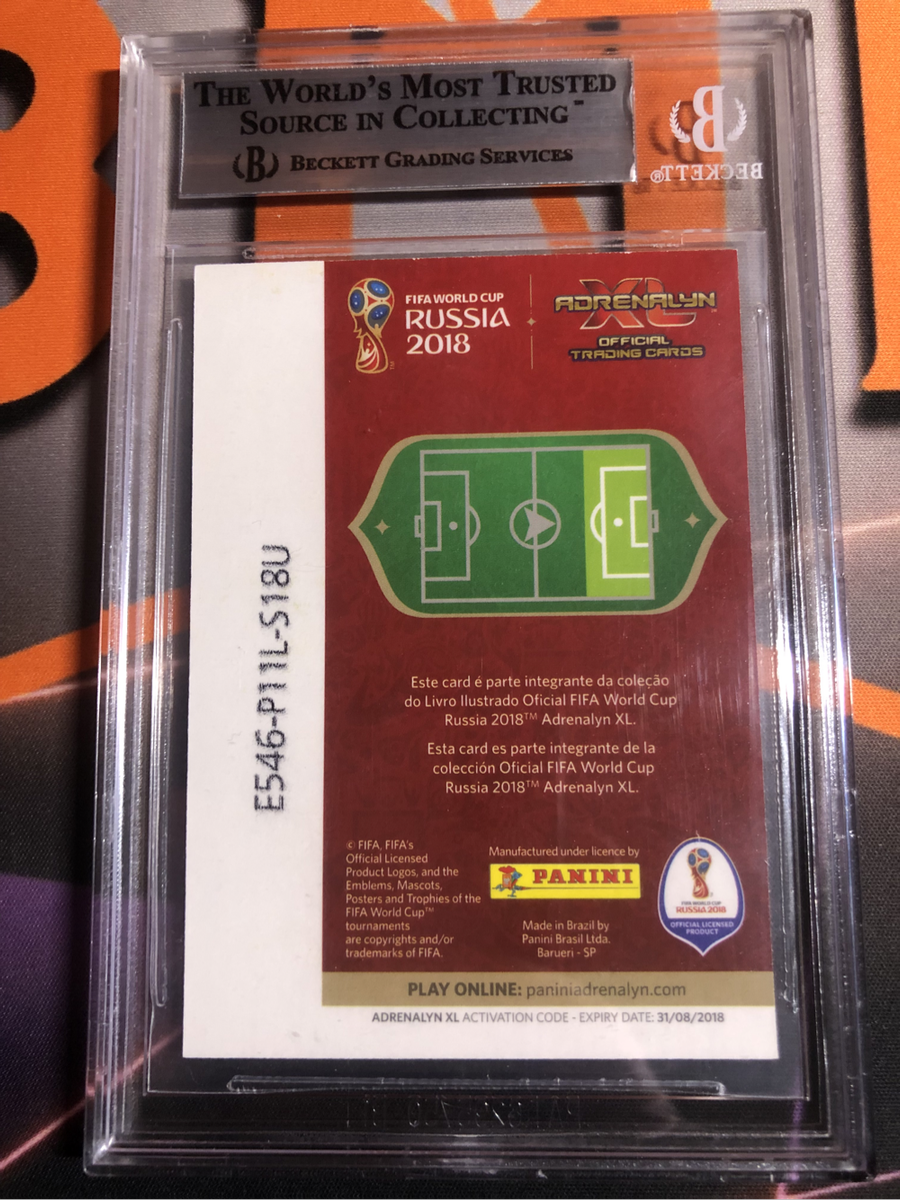 THE WORLD'S MOST TRUSTED
SOURCE IN COLLECTING™
(B) BECKETT GRADING SERVICES
B
BECKETT®
FIFA WORLD CUP
RUSSIA
2018
ADRENALYN™
XL
OFFICIAL
TRADING CARDS
E546-P11L-S18U
Este card é parte integrante da coleção
do Livro Ilustrado Oficial FIFA World Cup
Russia 2018™ Adrenalyn XL.
Esta card es parte integrante de la
colección Oficial FIFA World Cup
Russia 2018™ Adrenalyn XL.
© FIFA, FIFA's
Official Licensed
Product Logos, and the
Emblems, Mascots,
Posters and Trophies of the
FIFA World Cup™
tournaments
are copyrights and/or
trademarks of FIFA.
Manufactured under licence by
PANINI
Made in Brazil by
Panini Brasil Ltda.
Barueri - SP
FIFA WORLD CUP
RUSSIA 2018
OFFICIAL LICENSED
PRODUCT
PLAY ONLINE: paniniadrenalyn.com
ADRENALYN XL ACTIVATION CODE - EXPIRY DATE: 31/08/2018